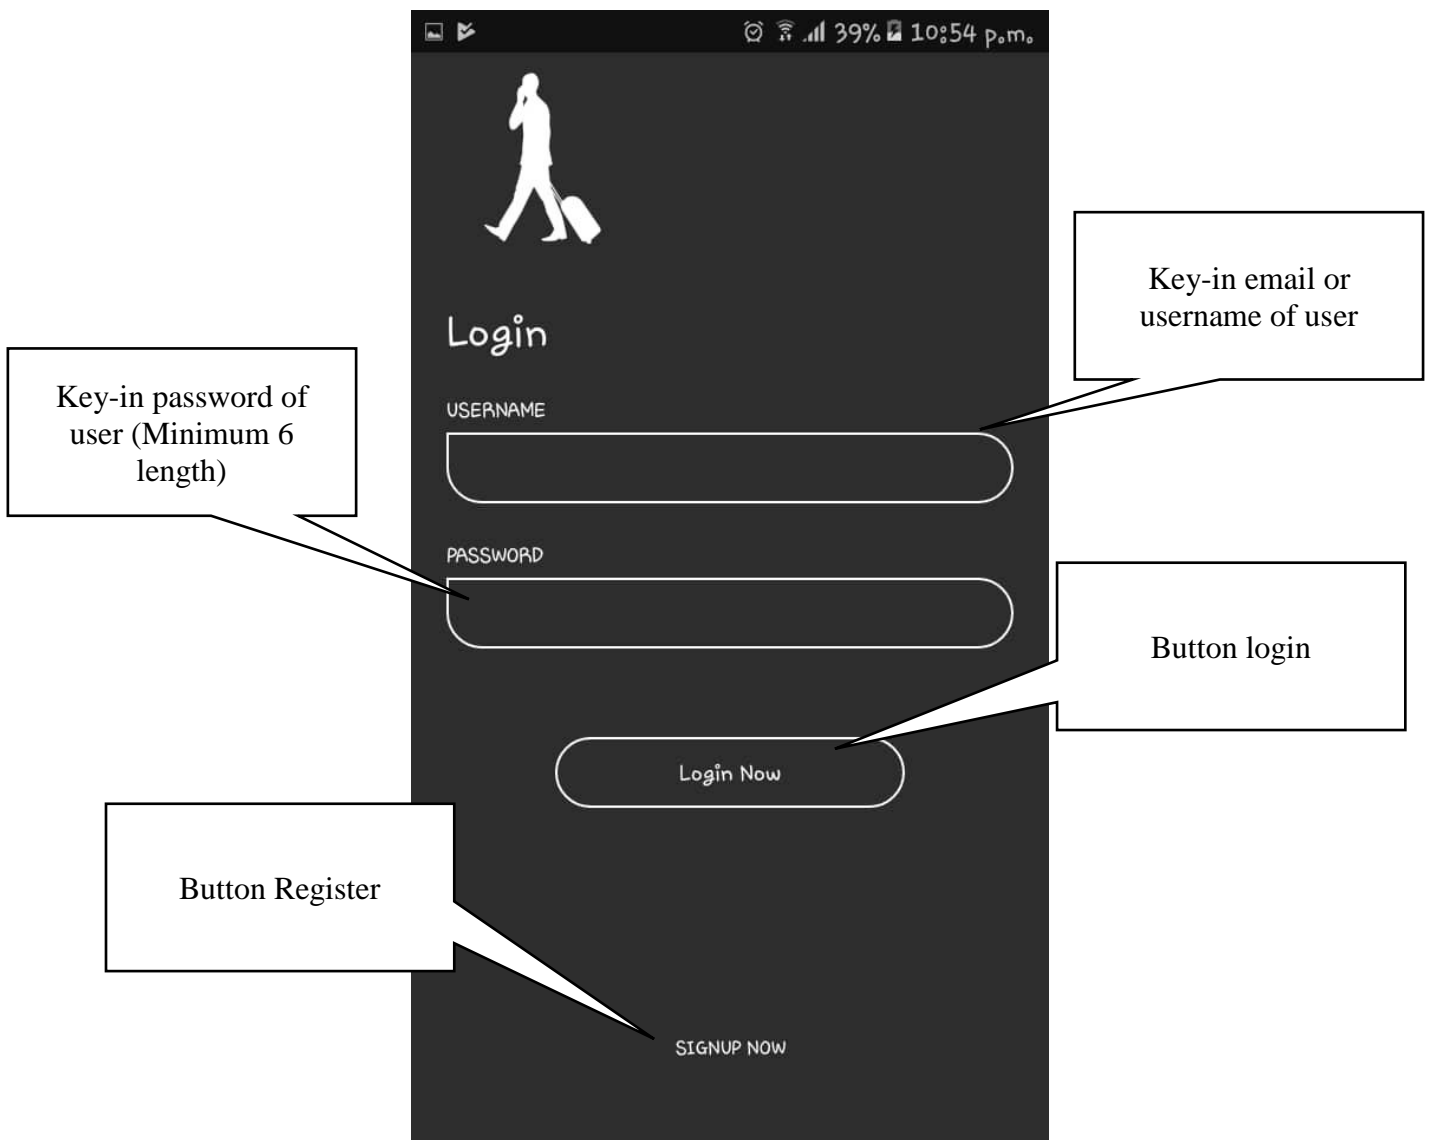 39% 10:54 p.m.
Key-in email or
username of user
Login
Key-in password of
user (Minimum 6
length)
USERNAME
PASSWORD
Button login
Login Now
Button Register
SIGNUP NOW